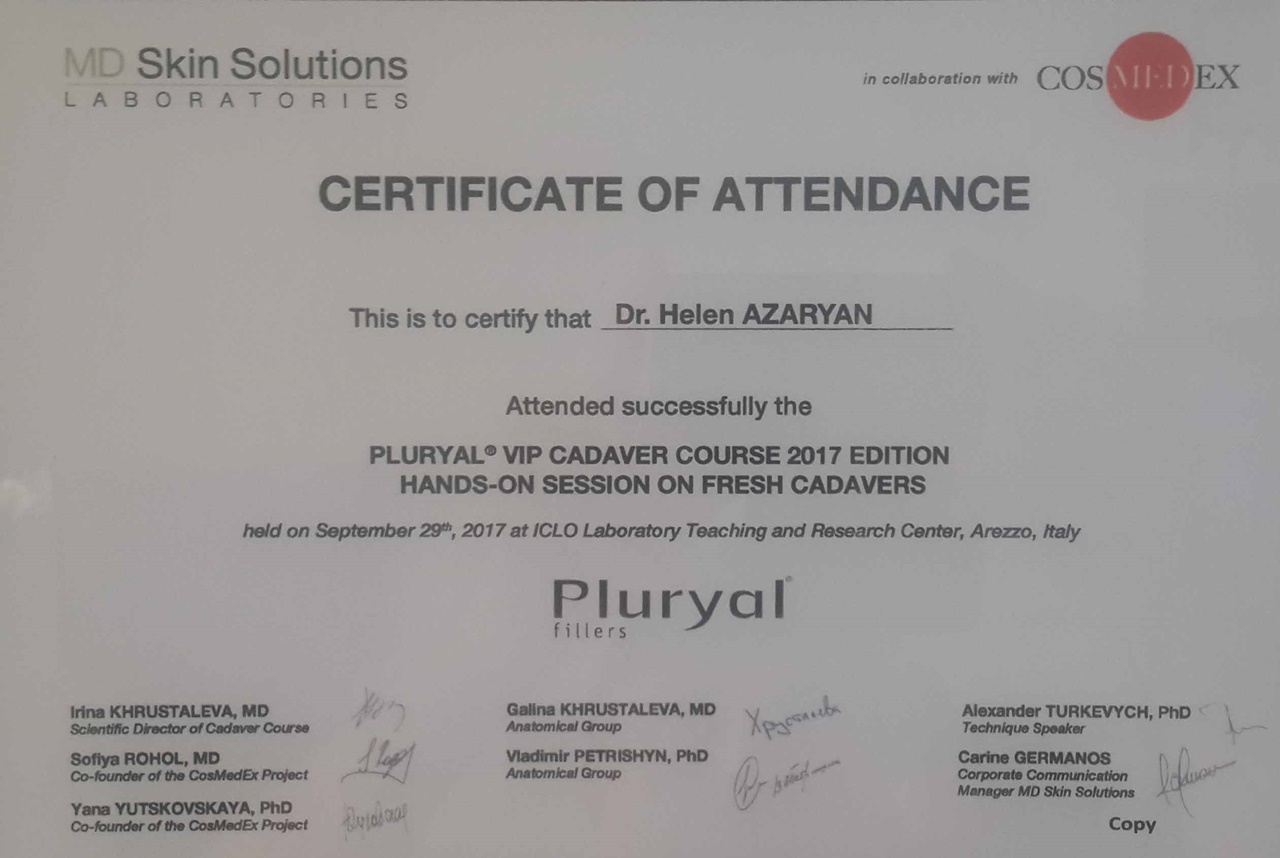 MD Skin Solutions
LABORATORIES
in collaboration with COSMEDEX
CERTIFICATE OF ATTENDANCE
This is to certify that Dr. Helen AZARYAN
Attended successfully the
PLURYAL® VIP CADAVER COURSE 2017 EDITION
HANDS-ON SESSION ON FRESH CADAVERS
held on September 29th, 2017 at ICLO Laboratory Teaching and Research Center, Arezzo, Italy
Pluryal®
fillers
Irina KHRUSTALEVA, MD
Scientific Director of Cadaver Course
Sofiya ROHOL, MD
Co-founder of the CosMedEx Project
Yana YUTSKOVSKAYA, PhD
Co-founder of the CosMedEx Project
Galina KHRUSTALEVA, MD
Anatomical Group
Vladimir PETRISHYN, PhD
Anatomical Group
Alexander TURKEVYCH, PhD
Technique Speaker
Carine GERMANOS
Corporate Communication
Manager MD Skin Solutions
Copy